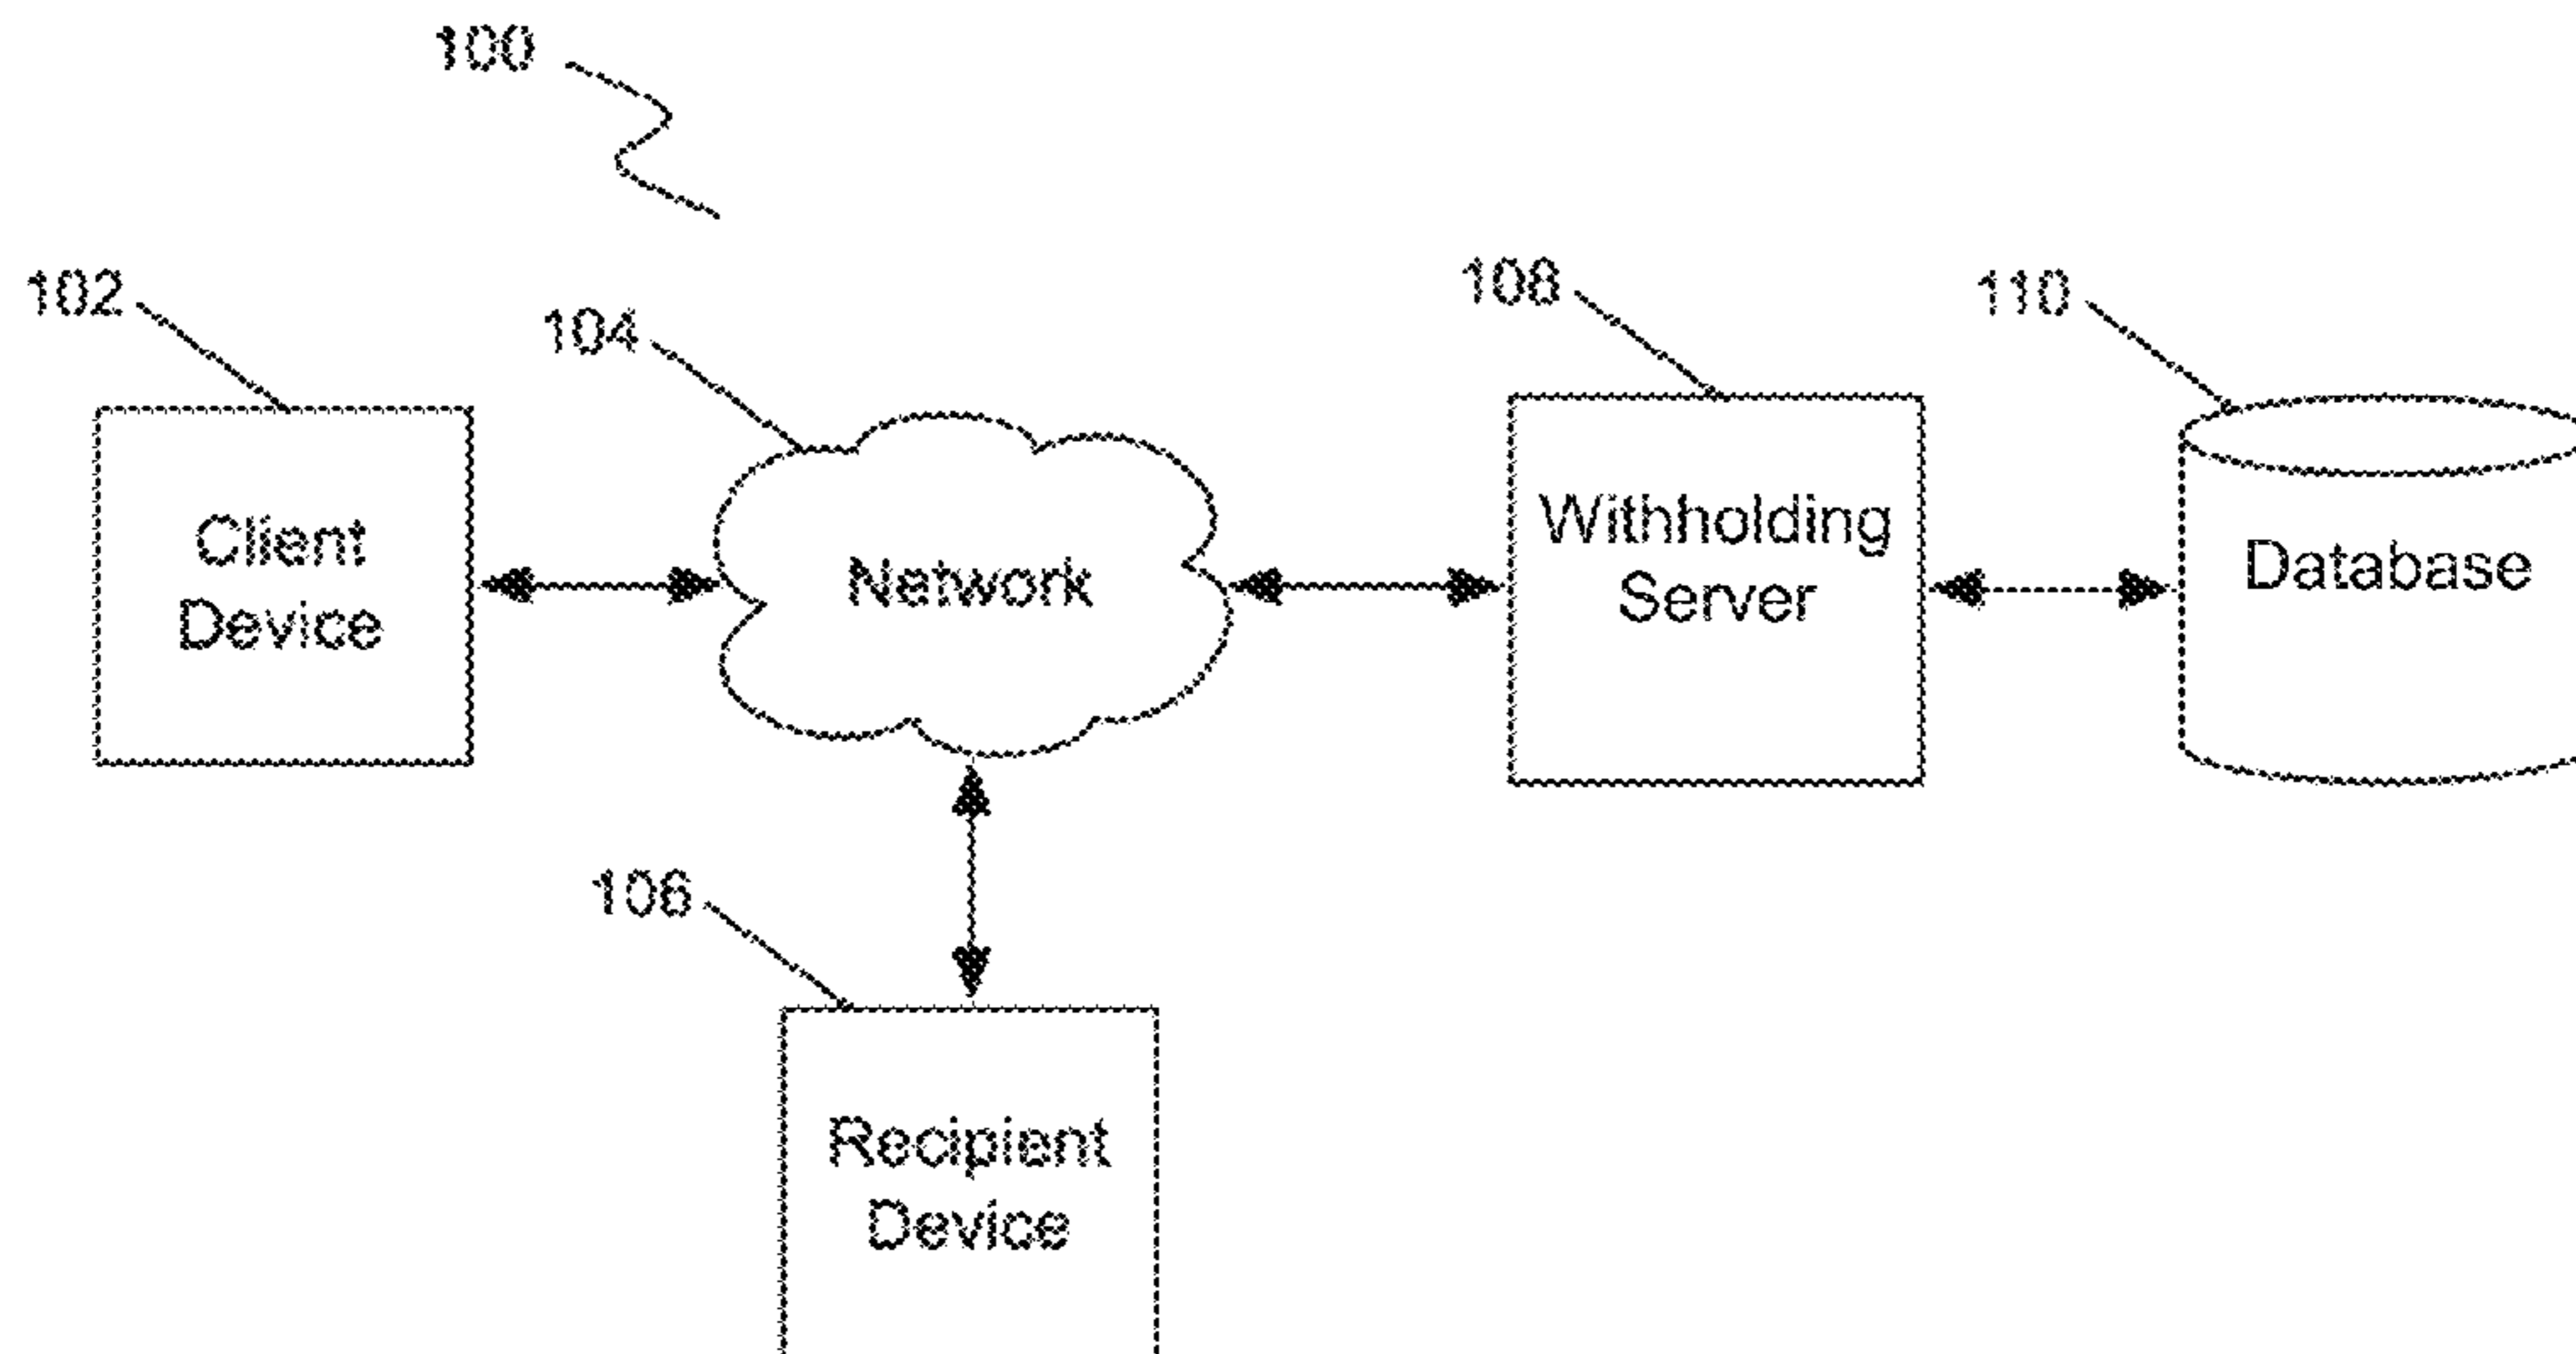 100
102
104
108
110
Client
Device
Network
Withholding
Server
Database
106
Recipient
Device